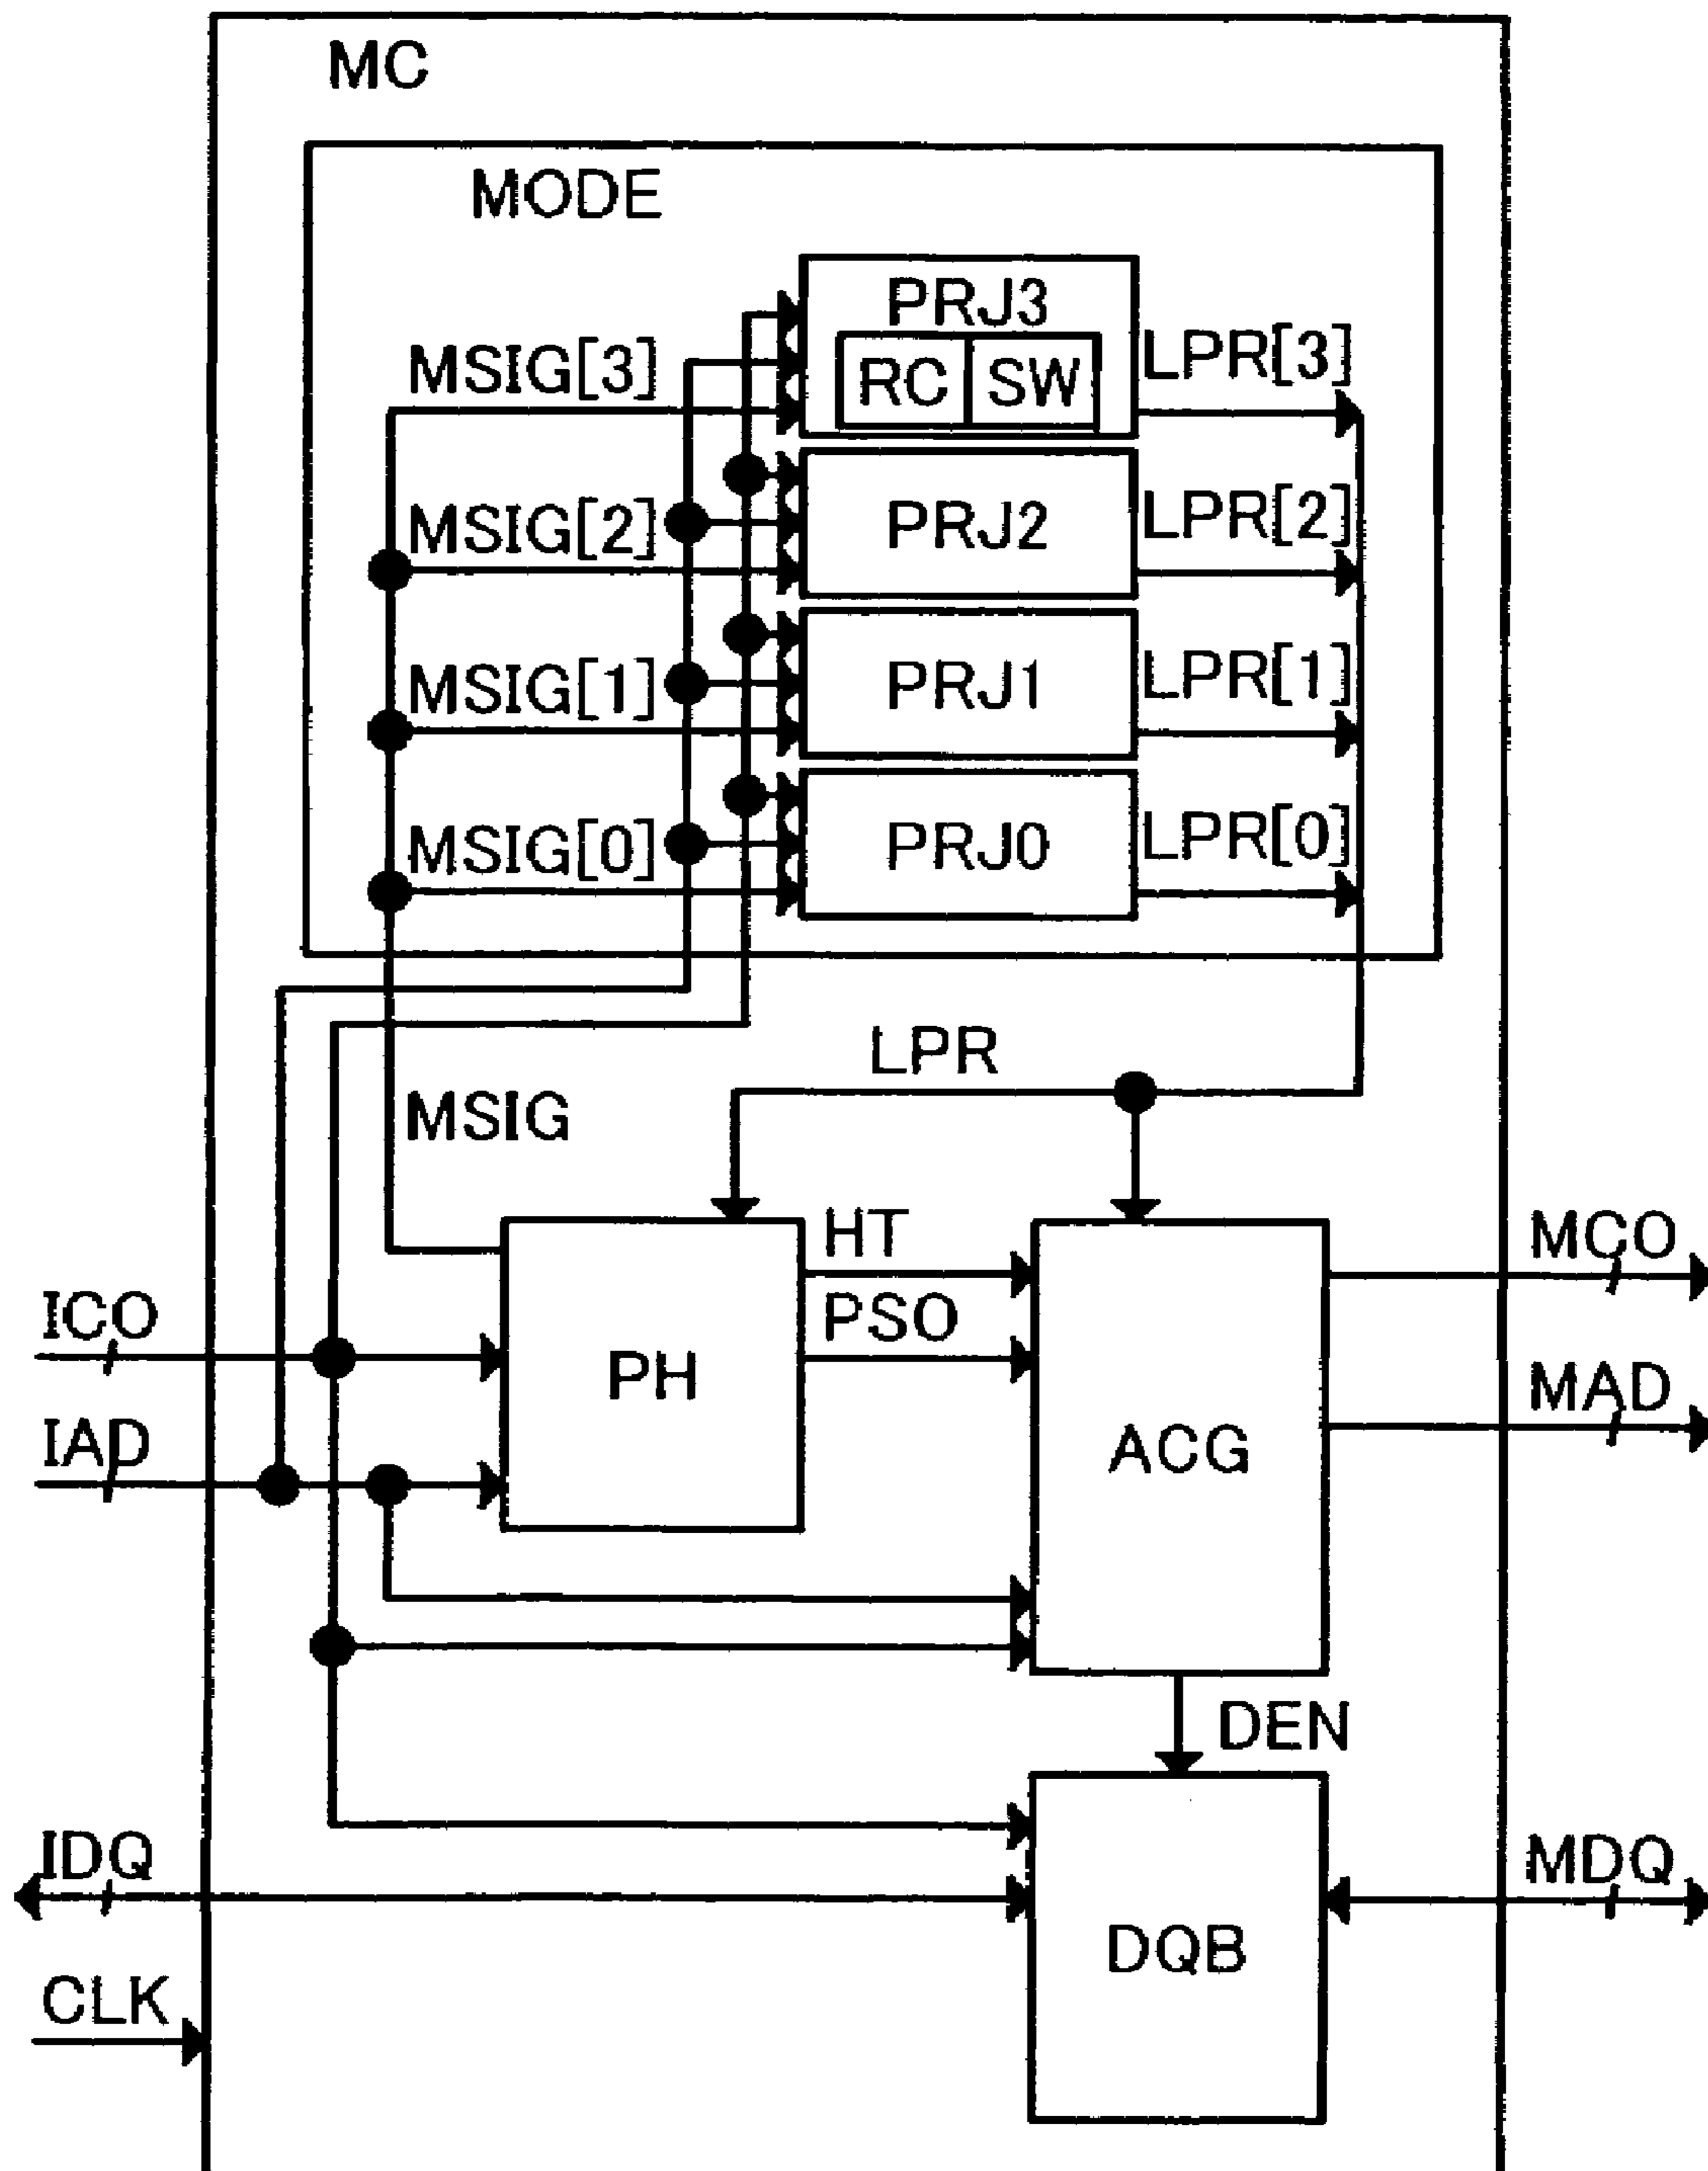 MC
MODE
PRJ3
RC SW
MSIG[3]
LPR[3]
PRJ2
MSIG[2]
LPR[2]
PRJ1
MSIG[1]
LPR[1]
PRJ0
MSIG[0]
LPR[0]
LPR
MSIG
HT
PSO
PH
ACG
ICO
IAD
MCO
MAD
DEN
IDQ
DQB
MDQ
CLK